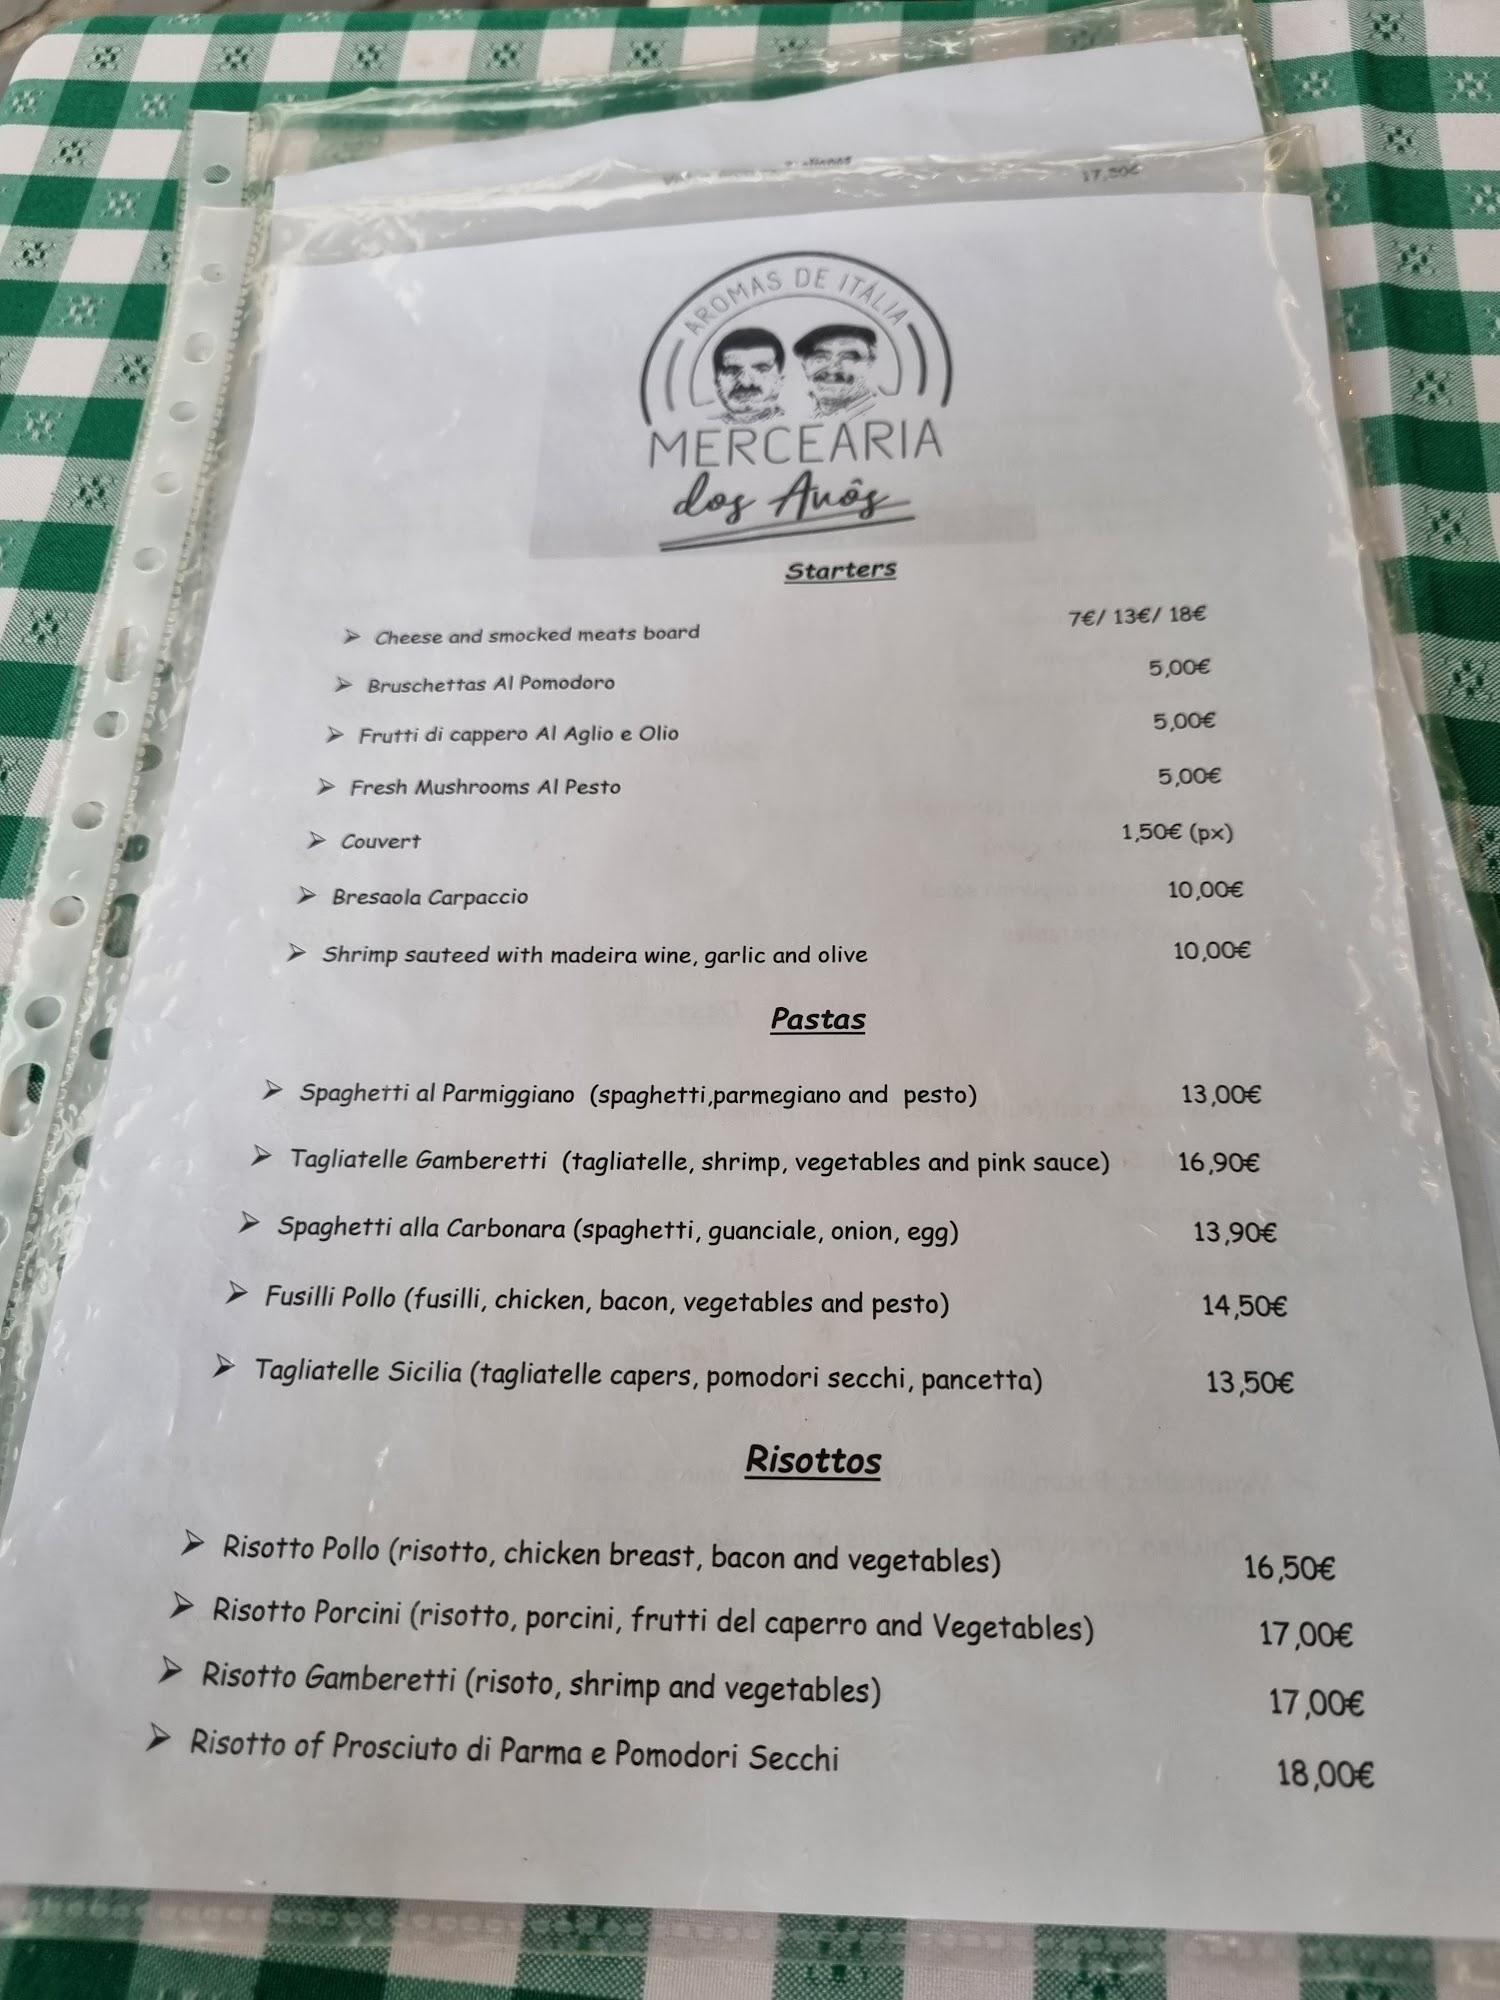 17,50€
AROMAS DE ITÁLIA
MERCEARIA
dos Avôs
Starters
➢ Cheese and smocked meats board 7€/ 13€/ 18€
➢ Bruschettas Al Pomodoro 5,00€
➢ Frutti di cappero Al Aglio e Olio 5,00€
➢ Fresh Mushrooms Al Pesto 5,00€
➢ Couvert 1,50€ (px)
➢ Bresaola Carpaccio 10,00€
➢ Shrimp sauteed with madeira wine, garlic and olive 10,00€
Pastas
➢ Spaghetti al Parmiggiano (spaghetti,parmegiano and pesto) 13,00€
➢ Tagliatelle Gamberetti (tagliatelle, shrimp, vegetables and pink sauce) 16,90€
➢ Spaghetti alla Carbonara (spaghetti, guanciale, onion, egg) 13,90€
➢ Fusilli Pollo (fusilli, chicken, bacon, vegetables and pesto) 14,50€
➢ Tagliatelle Sicilia (tagliatelle capers, pomodori secchi, pancetta) 13,50€
Risottos
➢ Risotto Pollo (risotto, chicken breast, bacon and vegetables) 16,50€
➢ Risotto Porcini (risotto, porcini, frutti del caperro and Vegetables) 17,00€
➢ Risotto Gamberetti (risoto, shrimp and vegetables) 17,00€
➢ Risotto of Prosciuto di Parma e Pomodori Secchi 18,00€